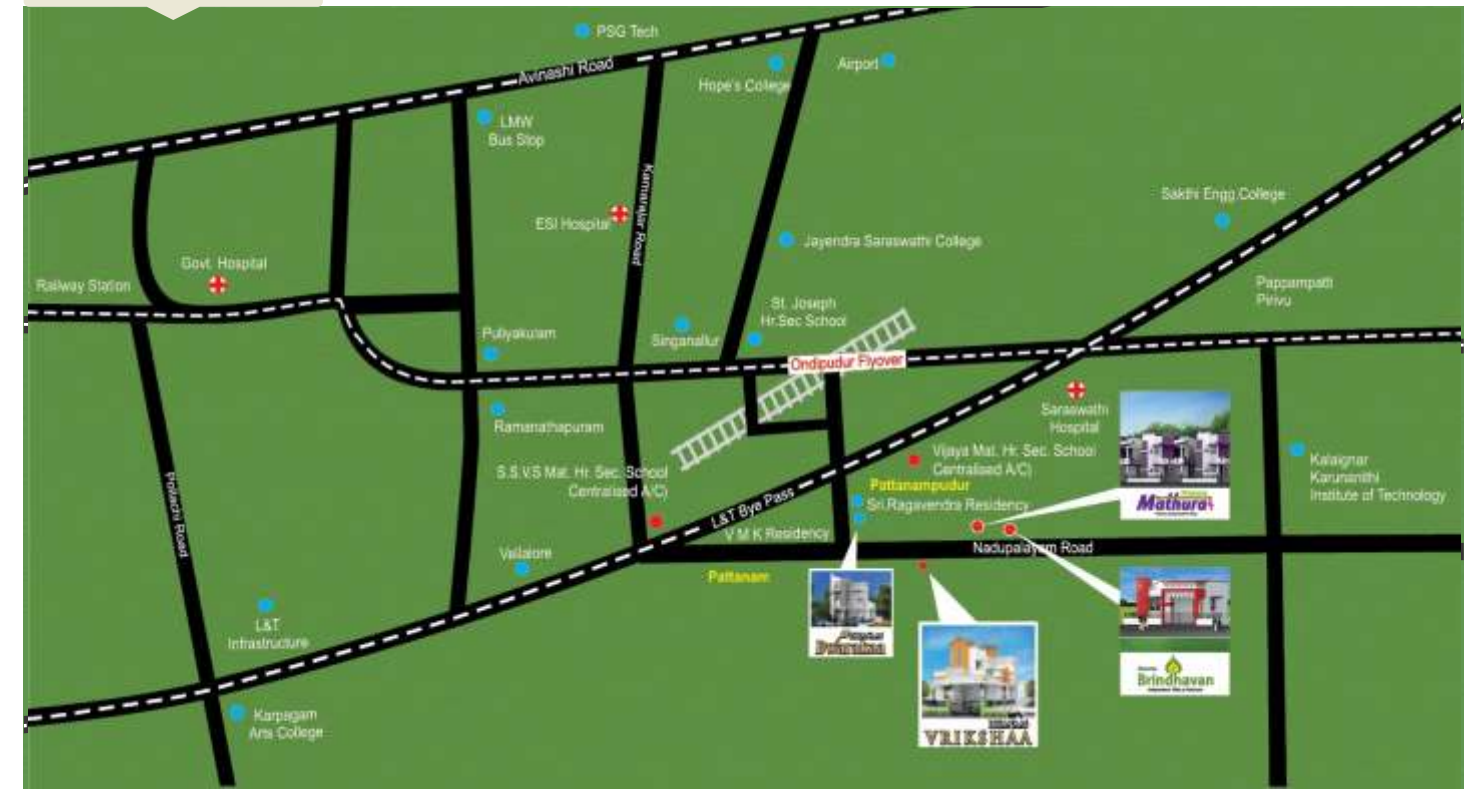 PSG Tech
Avinashi Road
Hope's College
Airport
LMW
Bus Stop
Kamarajar Road
ESI Hospital
Sakthi Engg.College
Jayendra Saraswathi College
Govt. Hospital
Railway Station
Pappampatti
Pirivu
St. Joseph
Hr.Sec School
Puliyakulam
Singanallur
Ondipudur Flyover
Saraswathi
Hospital
Ramanathapuram
S.S.V.S Mat. Hr. Sec. School
Centralised A/C)
Vijaya Mat. Hr. Sec. School
Centralised A/C)
Kalaignar
Karunanithi
Institute of Technology
Pattanampudur
Sri.Ragavendra Residency
Mathura
Polachi Road
L&T Bye Pass
V M K Residency
Nadupalayam Road
Vellalore
Pattanam
L&T
Infrastructure
Brindhavan
VRIKSHAA
Karpagam
Arts College